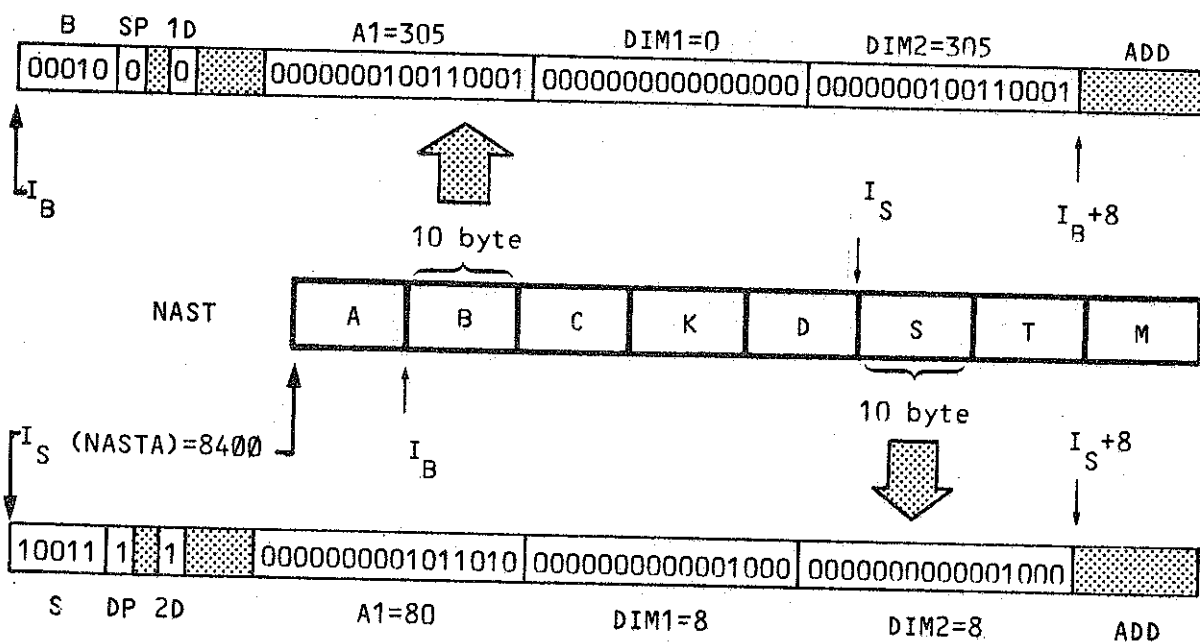 B SP 1D A1=305 DIM1=0 DIM2=305 ADD
00010 0 0 0000000100110001 0000000000000000 0000000100110001
I_B
10 byte
I_S
I_B+8
NAST A B C K D S T M
I_S (NASTA)=8400
I_B
10 byte
I_S+8
10011 1 1 0000000001011010 0000000000001000 0000000000001000
S DP 2D A1=80 DIM1=8 DIM2=8 ADD